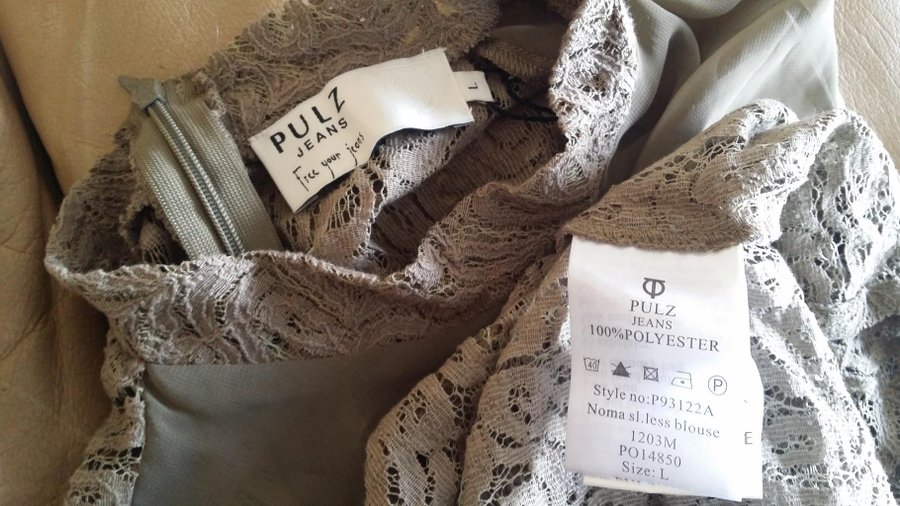 PULZ
JEANS
Free your jeans
L
PULZ
JEANS
100%POLYESTER
40
P
Style no:P93122A
Noma sl.less blouse
1203M
PO14850
Size: L
E